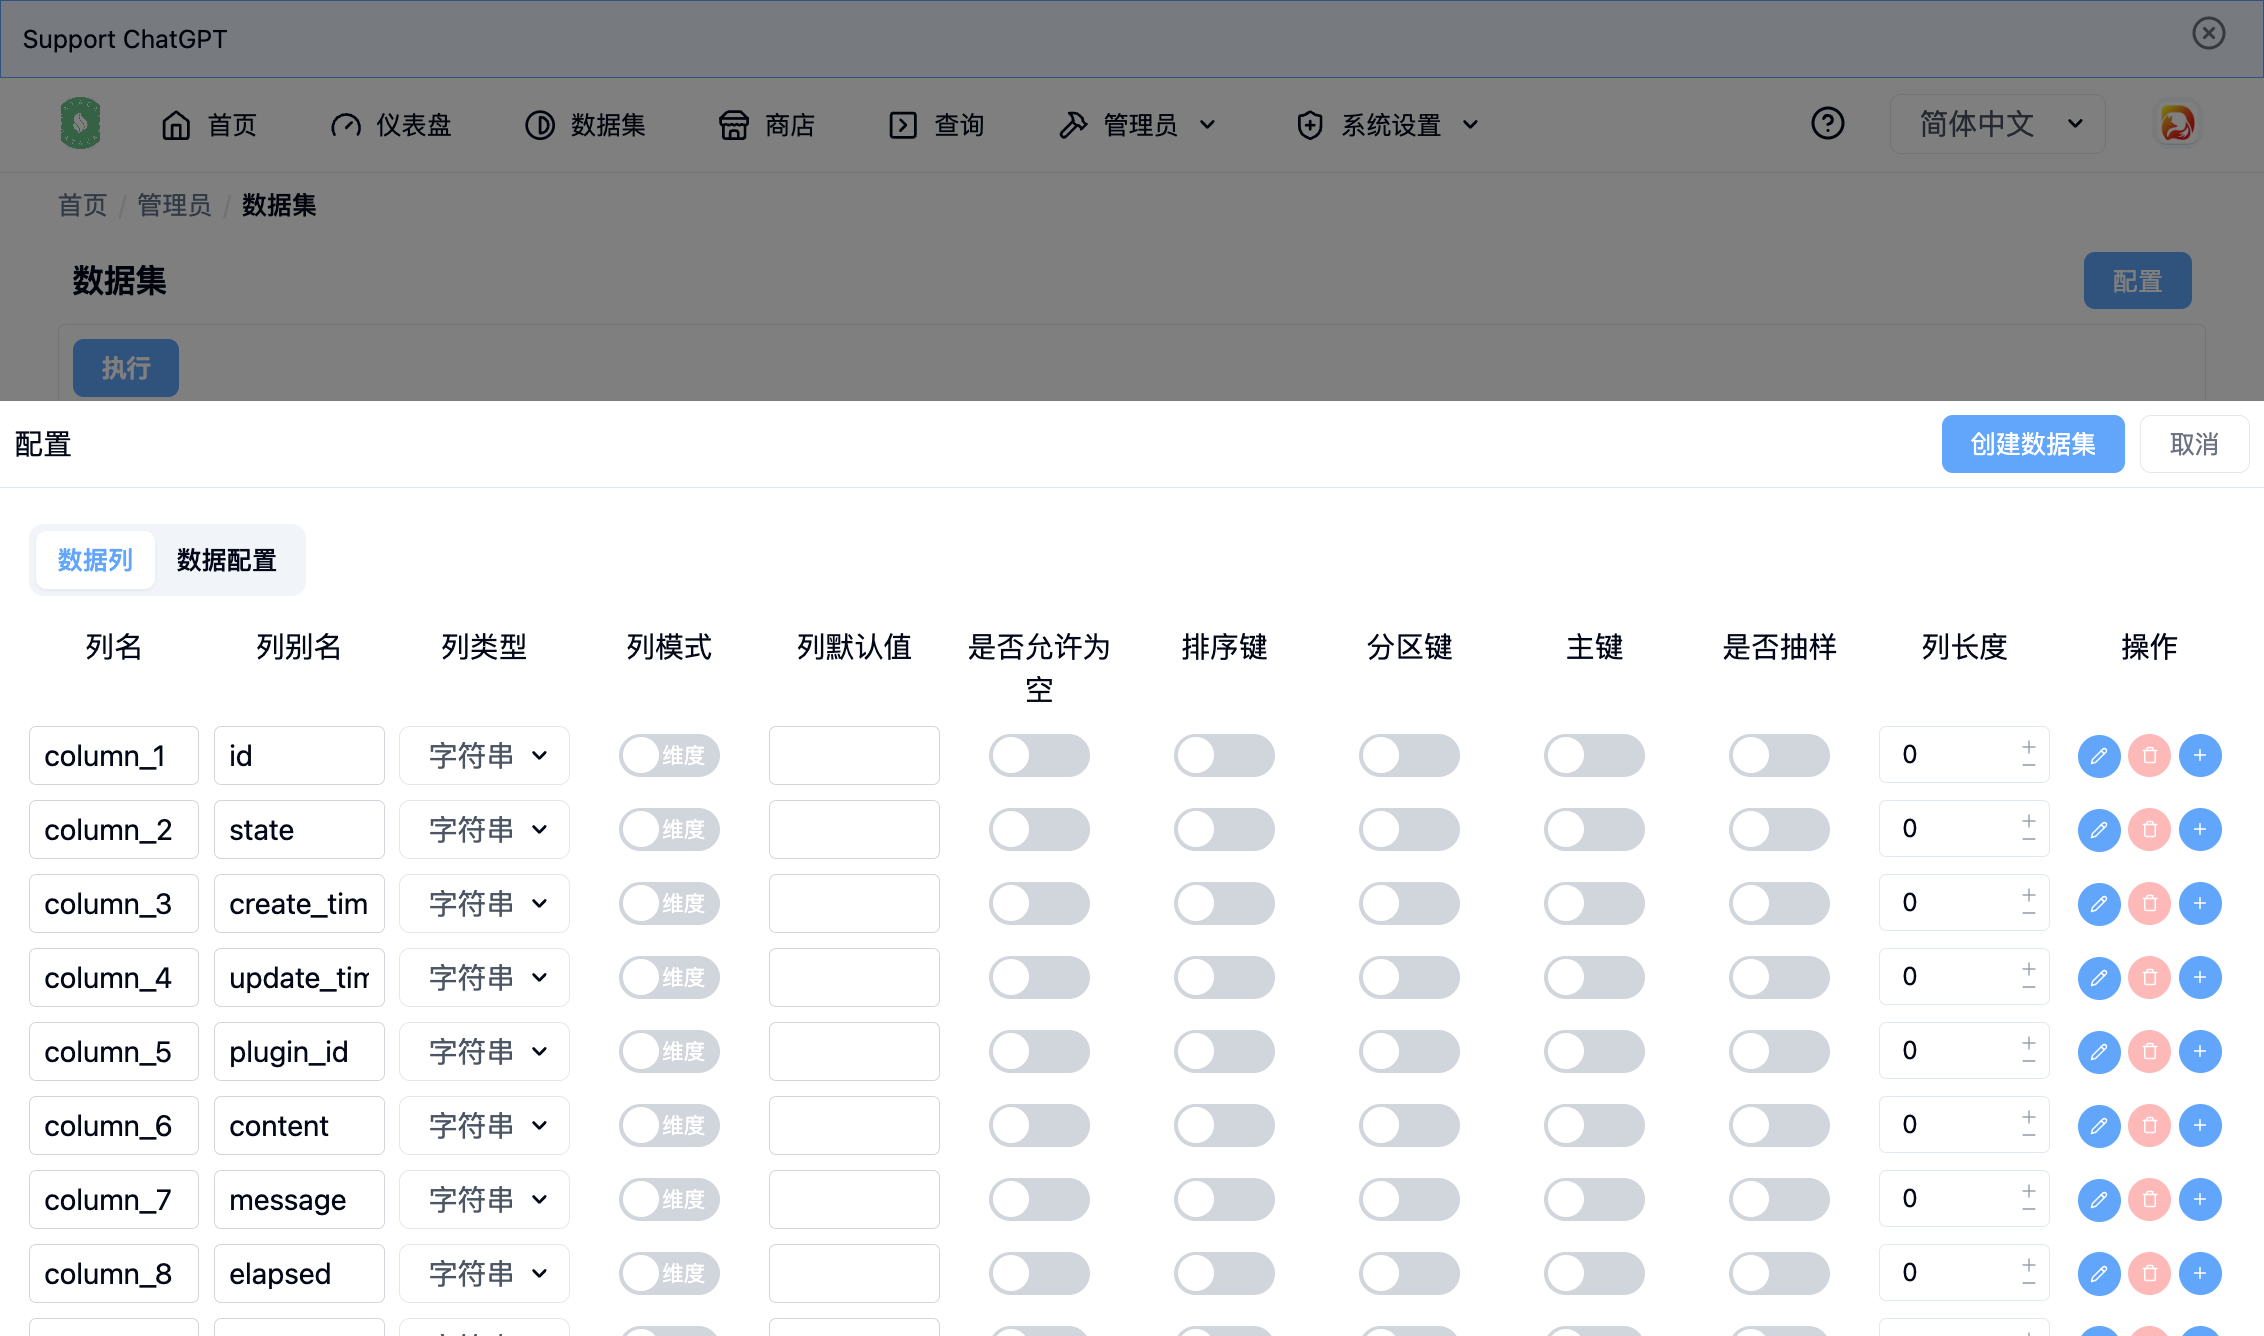 Support ChatGPT
首页 仪表盘 数据集 商店 查询 管理员 系统设置 简体中文
首页 / 管理员 / 数据集
数据集 配置
执行
配置 创建数据集 取消
数据列 数据配置
列名 列别名 列类型 列模式 列默认值 是否允许为空 排序键 分区键 主键 是否抽样 列长度 操作
column_1 id 字符串 维度 0
column_2 state 字符串 维度 0
column_3 create_tim 字符串 维度 0
column_4 update_tim 字符串 维度 0
column_5 plugin_id 字符串 维度 0
column_6 content 字符串 维度 0
column_7 message 字符串 维度 0
column_8 elapsed 字符串 维度 0